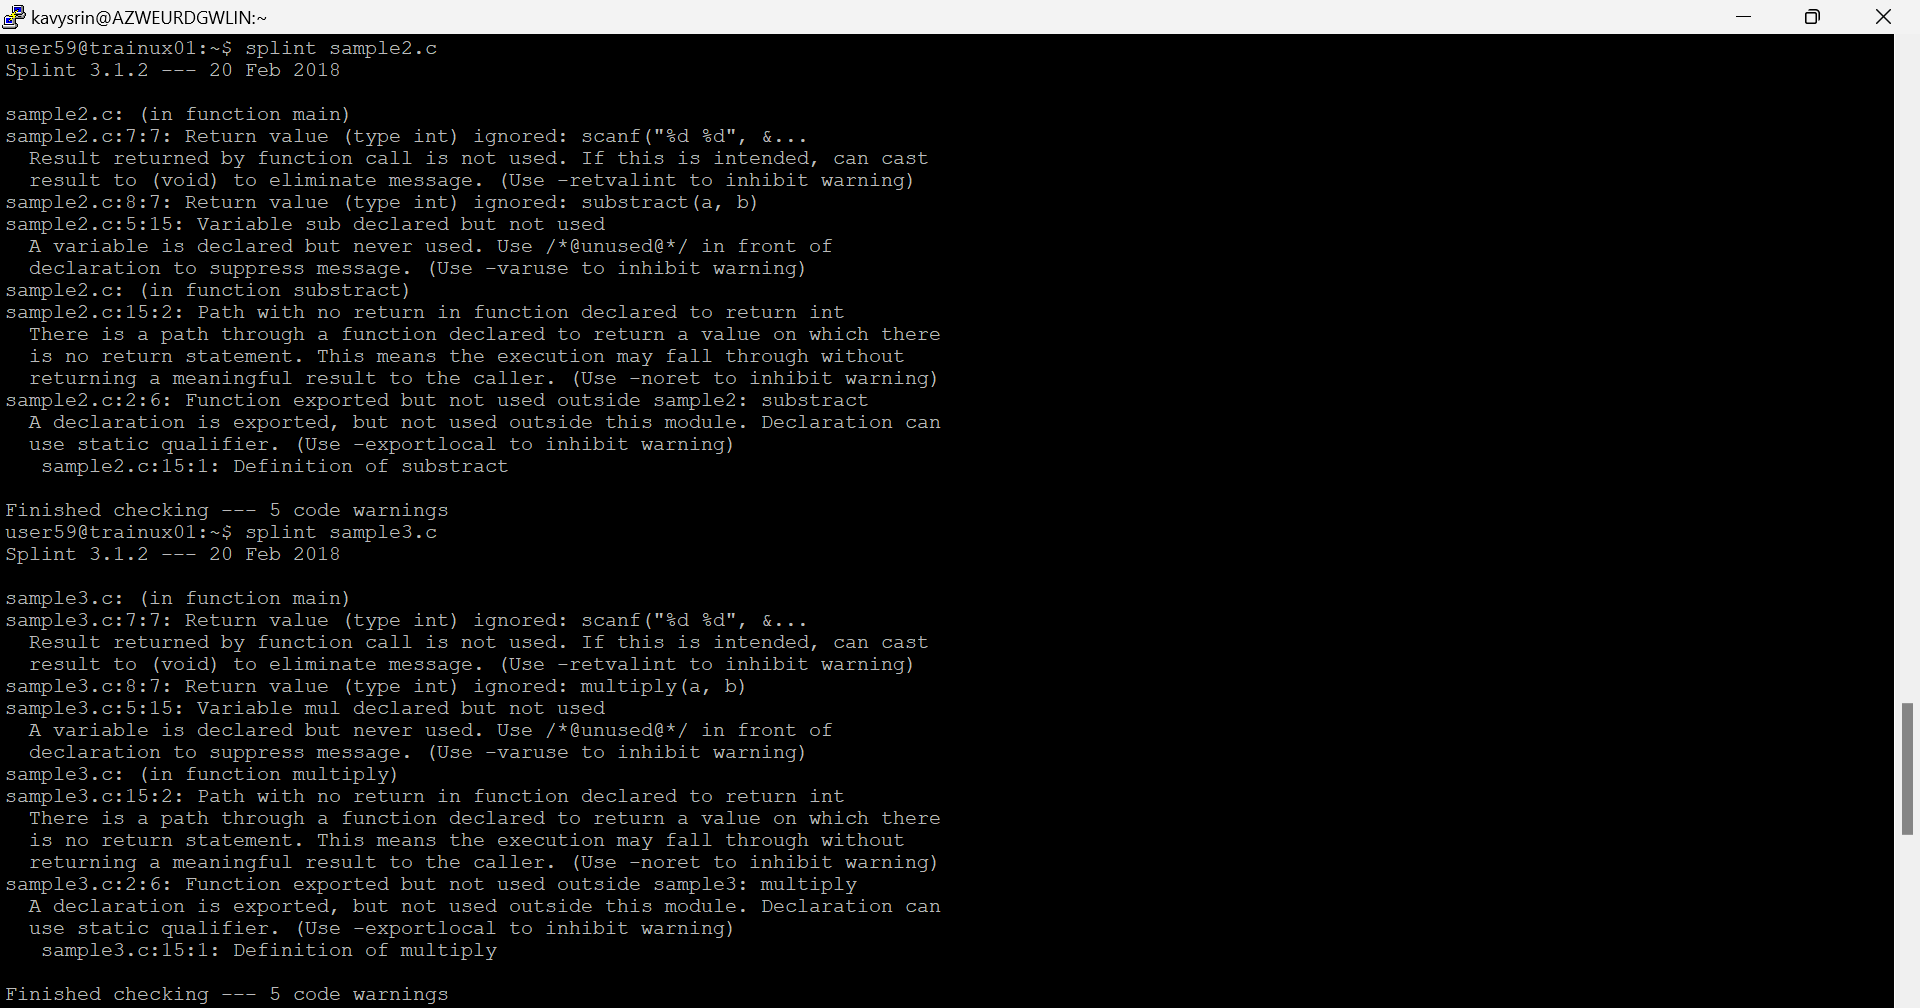 kavysrin@AZWEURDGWLIN:~
user59@trainux01:~$ splint sample2.c
Splint 3.1.2 --- 20 Feb 2018
sample2.c: (in function main)
sample2.c:7:7: Return value (type int) ignored: scanf("%d %d", &...
  Result returned by function call is not used. If this is intended, can cast
  result to (void) to eliminate message. (Use -retvalint to inhibit warning)
sample2.c:8:7: Return value (type int) ignored: substract(a, b)
sample2.c:5:15: Variable sub declared but not used
  A variable is declared but never used. Use /*@unused@*/ in front of
  declaration to suppress message. (Use -varuse to inhibit warning)
sample2.c: (in function substract)
sample2.c:15:2: Path with no return in function declared to return int
  There is a path through a function declared to return a value on which there
  is no return statement. This means the execution may fall through without
  returning a meaningful result to the caller. (Use -noret to inhibit warning)
sample2.c:2:6: Function exported but not used outside sample2: substract
  A declaration is exported, but not used outside this module. Declaration can
  use static qualifier. (Use -exportlocal to inhibit warning)
   sample2.c:15:1: Definition of substract
Finished checking --- 5 code warnings
user59@trainux01:~$ splint sample3.c
Splint 3.1.2 --- 20 Feb 2018
sample3.c: (in function main)
sample3.c:7:7: Return value (type int) ignored: scanf("%d %d", &...
  Result returned by function call is not used. If this is intended, can cast
  result to (void) to eliminate message. (Use -retvalint to inhibit warning)
sample3.c:8:7: Return value (type int) ignored: multiply(a, b)
sample3.c:5:15: Variable mul declared but not used
  A variable is declared but never used. Use /*@unused@*/ in front of
  declaration to suppress message. (Use -varuse to inhibit warning)
sample3.c: (in function multiply)
sample3.c:15:2: Path with no return in function declared to return int
  There is a path through a function declared to return a value on which there
  is no return statement. This means the execution may fall through without
  returning a meaningful result to the caller. (Use -noret to inhibit warning)
sample3.c:2:6: Function exported but not used outside sample3: multiply
  A declaration is exported, but not used outside this module. Declaration can
  use static qualifier. (Use -exportlocal to inhibit warning)
   sample3.c:15:1: Definition of multiply
Finished checking --- 5 code warnings